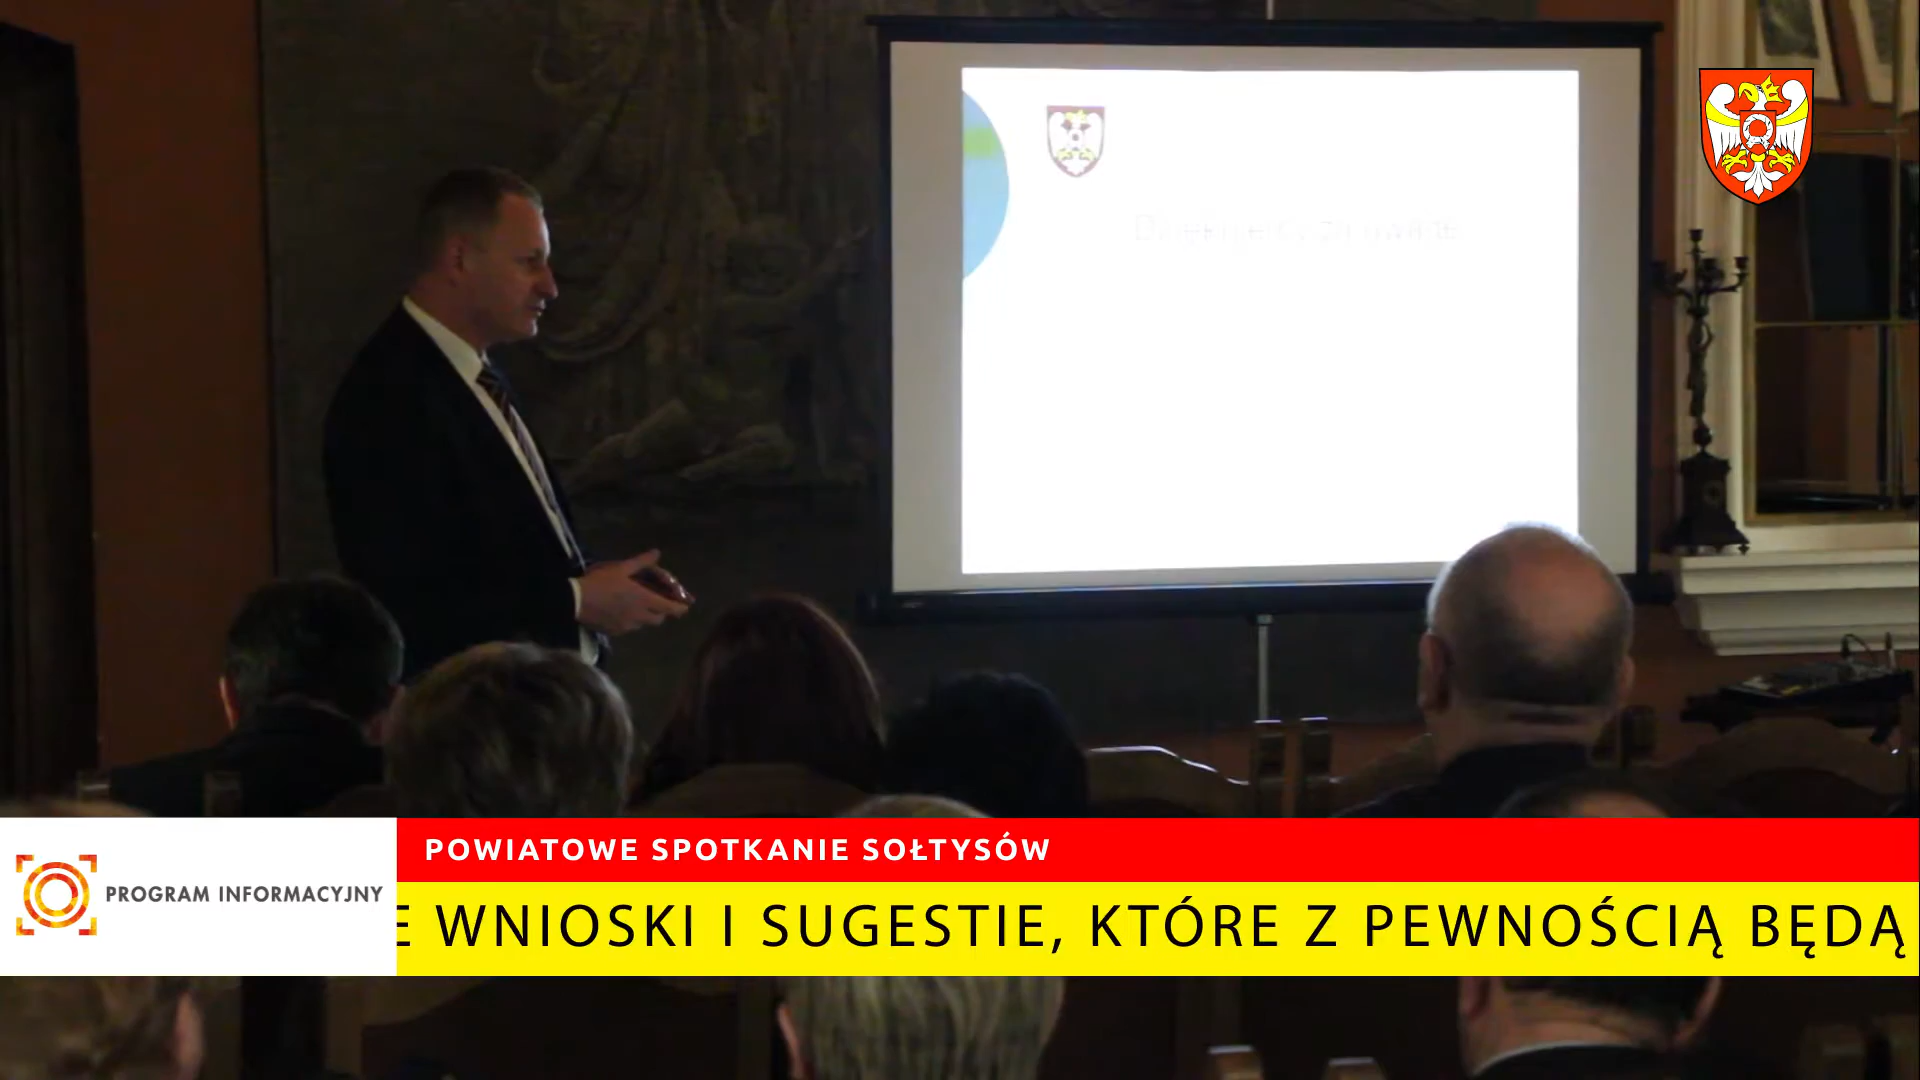 POWIATOWE SPOTKANIE SOŁTYSÓW
PROGRAM INFORMACYJNY
E WNIOSKI I SUGESTIE, KTÓRE Z PEWNOŚCIĄ BĘDĄ